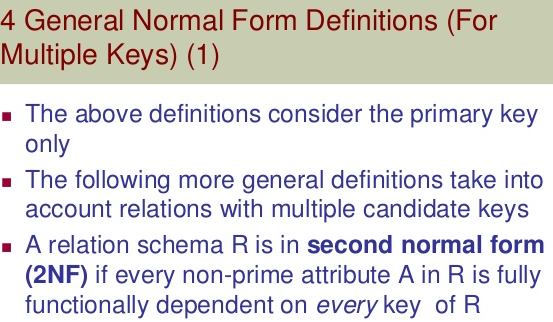 4 General Normal Form Definitions (For
Multiple Keys) (1)
The above definitions consider the primary key
only
The following more general definitions take into
account relations with multiple candidate keys
A relation schema R is in second normal form
(2NF) if every non-prime attribute A in R is fully
functionally dependent on every key of R